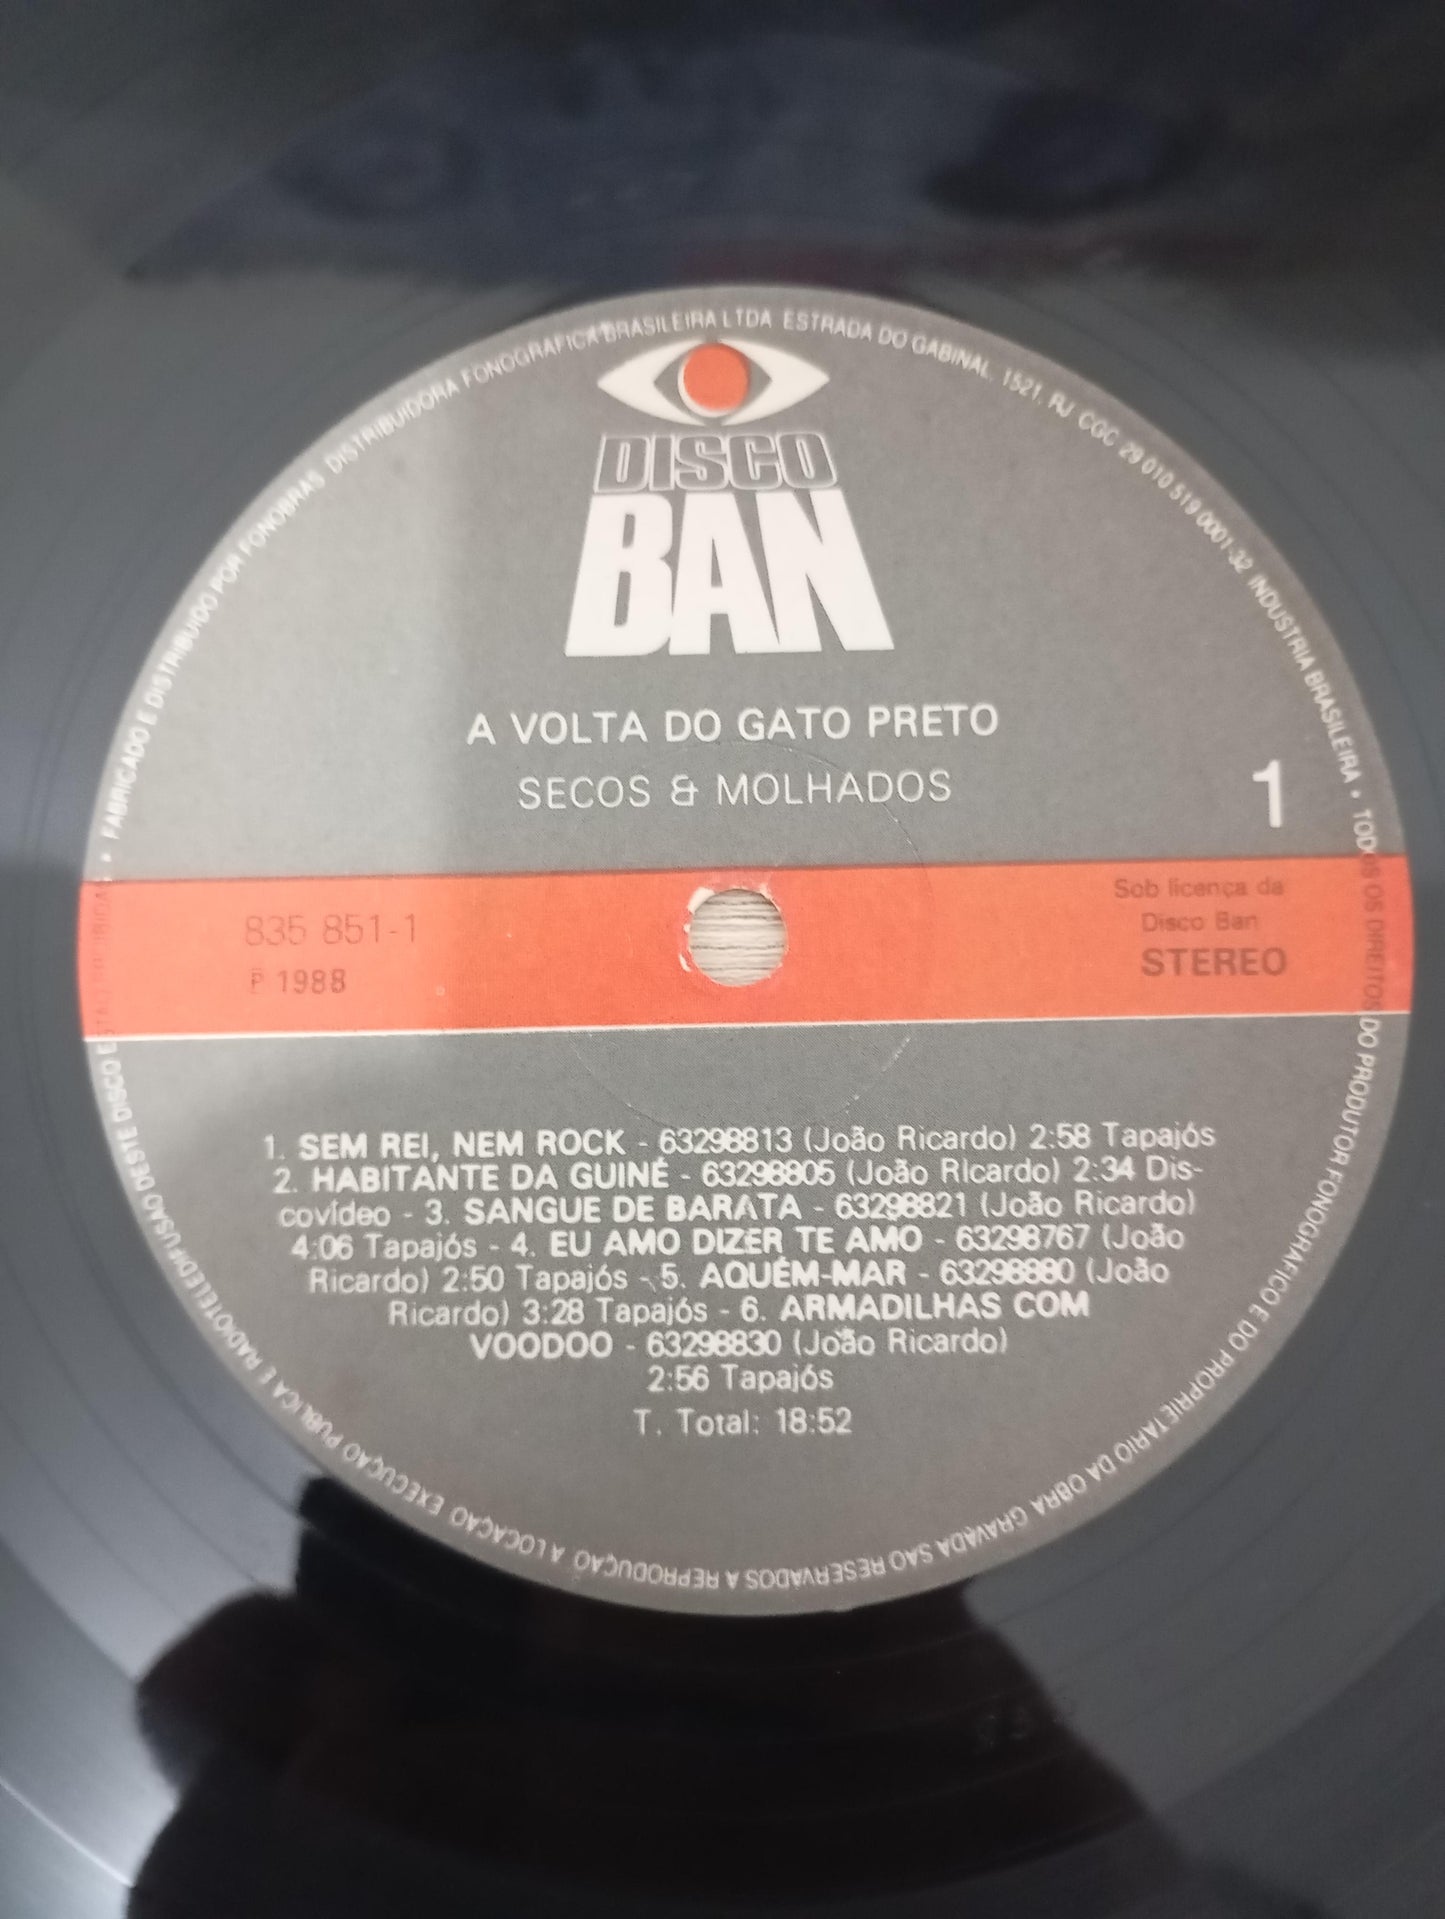 DISCO
BAN
A VOLTA DO GATO PRETO
SECOS & MOLHADOS
1
835 851-1
℗ 1988
Sob licença da
Disco Ban
STEREO
1. SEM REI, NEM ROCK - 63298813 (João Ricardo) 2:58 Tapajós
2. HABITANTE DA GUINÉ - 63298805 (João RIcardo) 2:34 Dis-
covídeo - 3. SANGUE DE BARATA - 63298821 (João Ricardo)
4:06 Tapajós - 4. EU AMO DIZER TE AMO - 63298767 (João
Ricardo) 2:50 Tapajós - 5. AQUÉM-MAR - 63298880 (João
Ricardo) 3:28 Tapajós - 6. ARMADILHAS COM
VOODOO - 63298830 (João Ricardo)
2:56 Tapajós
T. Total: 18:52
• FABRICADO E DISTRIBUIDO POR FONOBRAS DISTRIBUIDORA FONOGRAFICA BRASILEIRA LTDA ESTRADA DO GABINAL, 1521, RJ CGC 29 010 519 0001-32 INDUSTRIA BRASILEIRA • TODOS OS DIREITOS DO PRODUTOR FONOGRAFICO E DO PROPRIETARIO DA OBRA GRAVADA SAO RESERVADOS A REPRODUÇÃO A LOCAÇÃO EXECUÇÃO PUBLICA E RADIOTELEDIFUSÃO DESTE DISCO